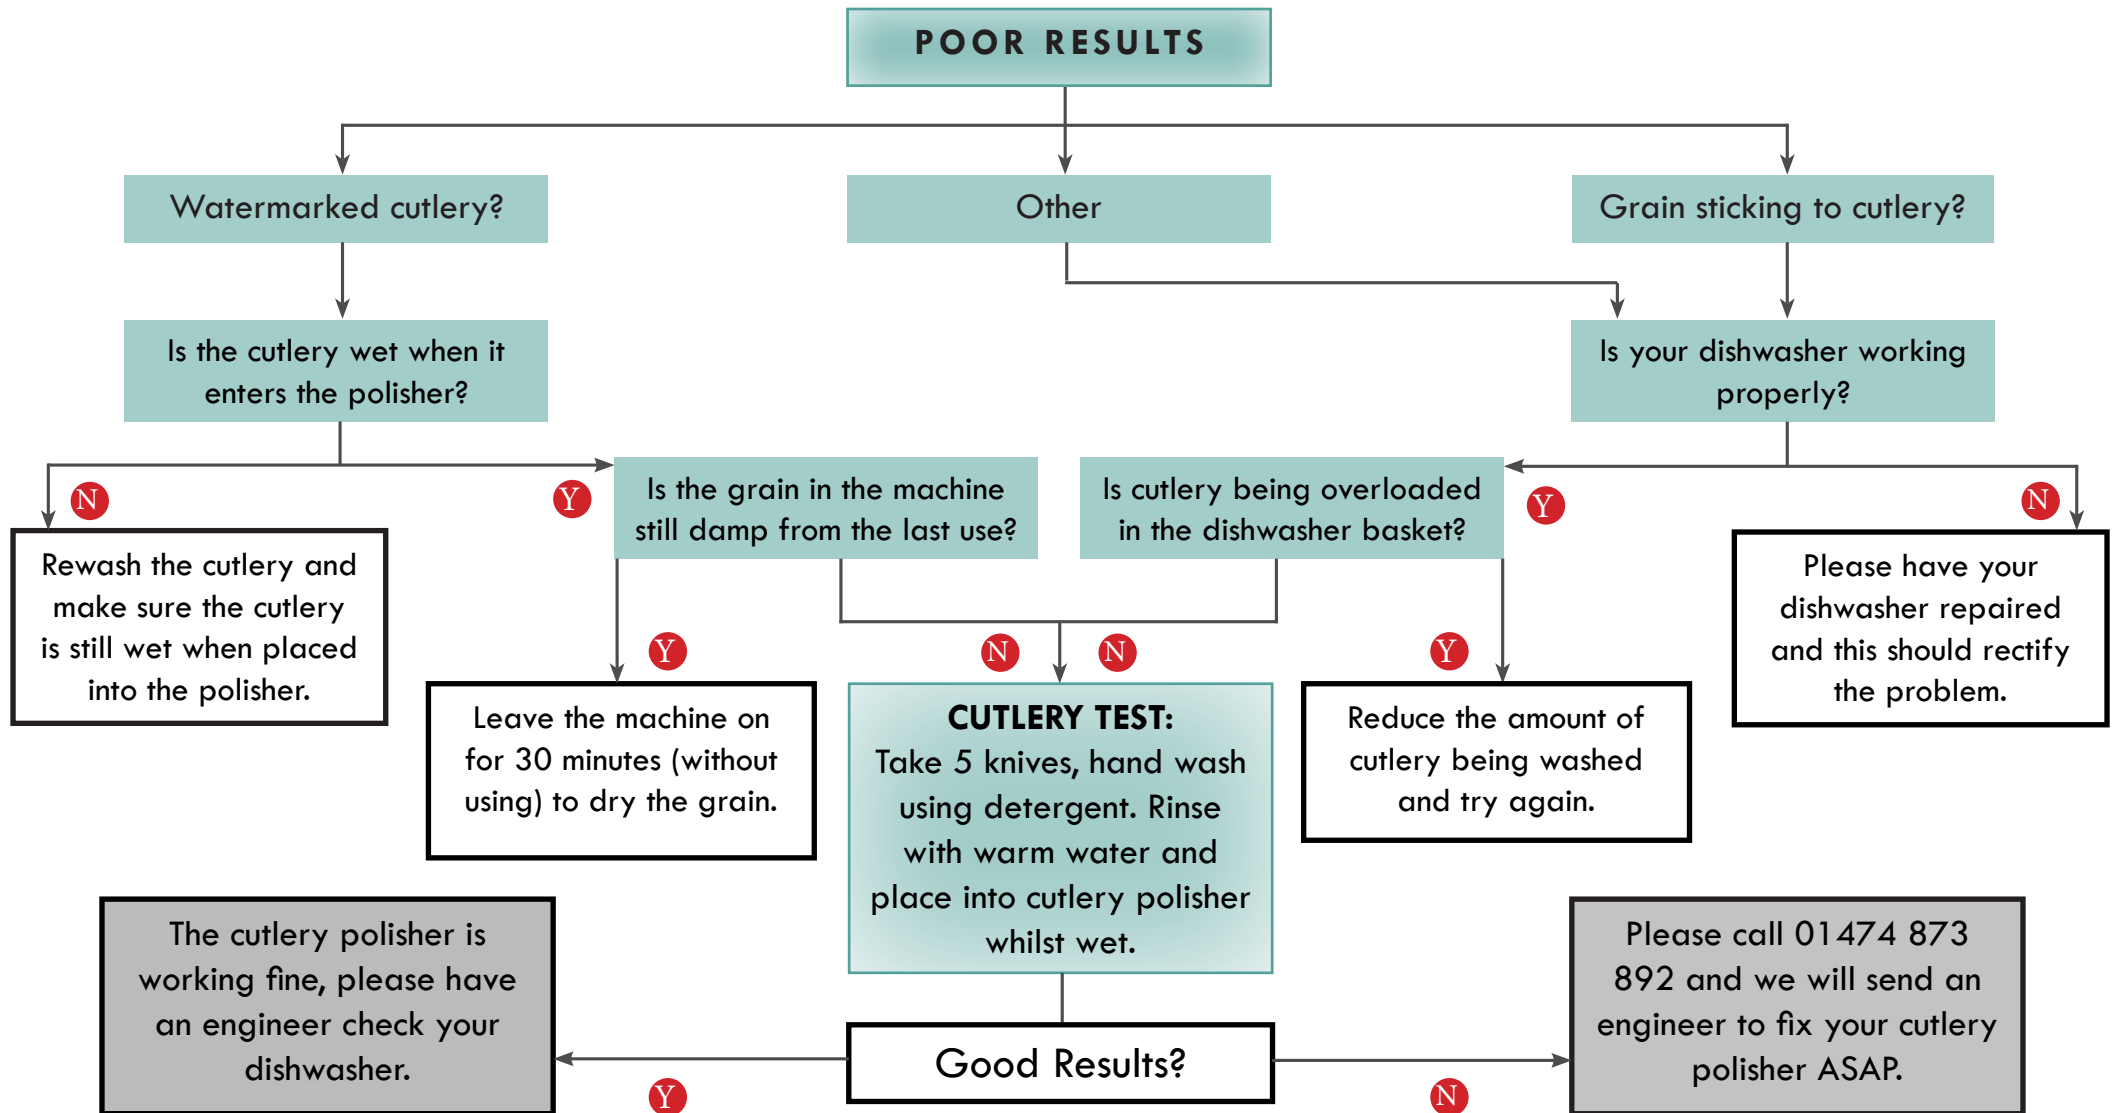 POOR RESULTS
Watermarked cutlery?
Other
Grain sticking to cutlery?
Is the cutlery wet when it
enters the polisher?
Is your dishwasher working
properly?
N
Y
Is the grain in the machine
still damp from the last use?
Is cutlery being overloaded
in the dishwasher basket?
Y
N
Rewash the cutlery and
make sure the cutlery
is still wet when placed
into the polisher.
Please have your
dishwasher repaired
and this should rectify
the problem.
Y
N
N
Y
Leave the machine on
for 30 minutes (without
using) to dry the grain.
CUTLERY TEST:
Take 5 knives, hand wash
using detergent. Rinse
with warm water and
place into cutlery polisher
whilst wet.
Reduce the amount of
cutlery being washed
and try again.
The cutlery polisher is
working fine, please have
an engineer check your
dishwasher.
Good Results?
Please call 01474 873
892 and we will send an
engineer to fix your cutlery
polisher ASAP.
Y
N